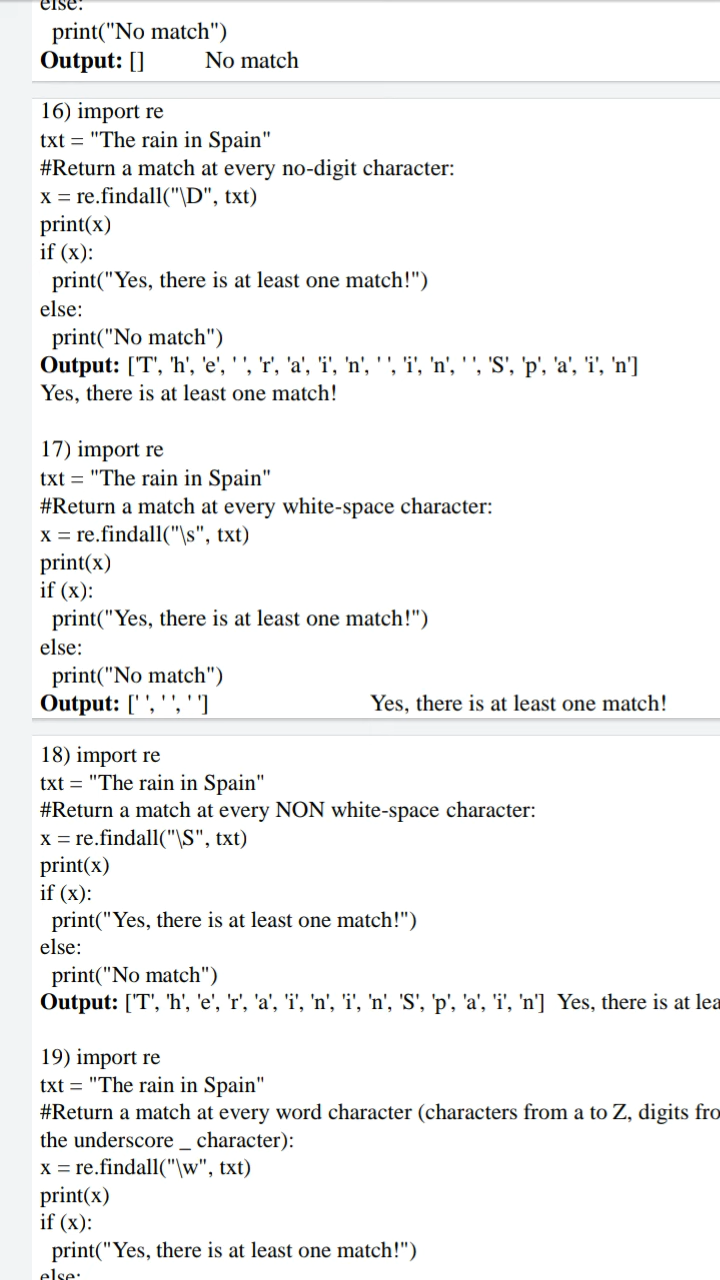 else:
print("No match")
Output: [] No match
16) import re
txt = "The rain in Spain"
#Return a match at every no-digit character:
x = re.findall("\D", txt)
print(x)
if (x):
print("Yes, there is at least one match!")
else:
print("No match")
Output: ['T', 'h', 'e', ' ', 'r', 'a', 'i', 'n', ' ', 'i', 'n', ' ', 'S', 'p', 'a', 'i', 'n']
Yes, there is at least one match!
17) import re
txt = "The rain in Spain"
#Return a match at every white-space character:
x = re.findall("\s", txt)
print(x)
if (x):
print("Yes, there is at least one match!")
else:
print("No match")
Output: [' ', ' ', ' '] Yes, there is at least one match!
18) import re
txt = "The rain in Spain"
#Return a match at every NON white-space character:
x = re.findall("\S", txt)
print(x)
if (x):
print("Yes, there is at least one match!")
else:
print("No match")
Output: ['T', 'h', 'e', 'r', 'a', 'i', 'n', 'i', 'n', 'S', 'p', 'a', 'i', 'n'] Yes, there is at lea
19) import re
txt = "The rain in Spain"
#Return a match at every word character (characters from a to Z, digits fro
the underscore _ character):
x = re.findall("\w", txt)
print(x)
if (x):
print("Yes, there is at least one match!")
else: